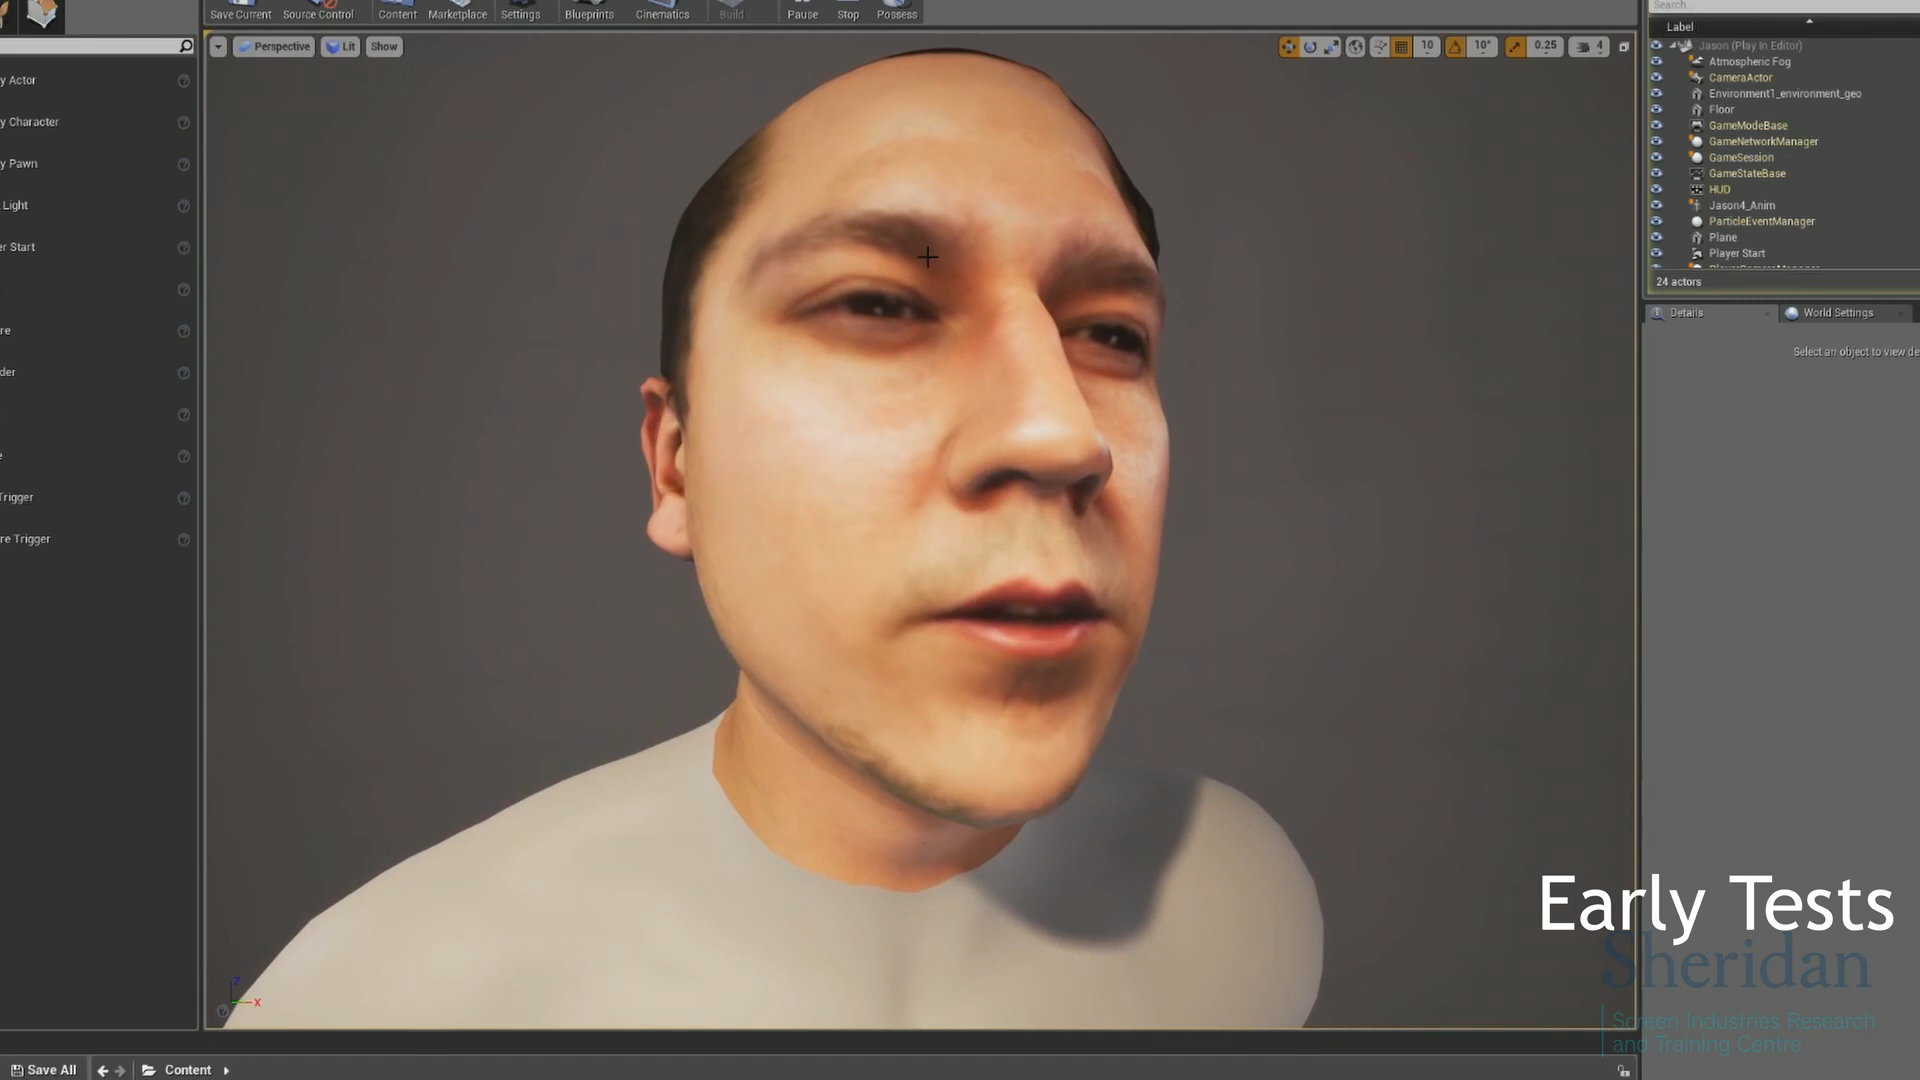 Save Current
Source Control
Content
Marketplace
Settings
Blueprints
Cinematics
Build
Pause
Stop
Possess
Perspective
Lit
Show
10
10°
0.25
4
y Actor
y Character
y Pawn
Light
er Start
re
der
e
Trigger
re Trigger
Search.
Label
Jason (Play In Editor)
Atmospheric Fog
CameraActor
Environment1_environment_geo
Floor
GameModeBase
GameNetworkManager
GameSession
GameStateBase
HUD
Jason4_Anim
ParticleEventManager
Plane
Player Start
24 actors
Details
World Settings
Select an object to view de
Early Tests
Sheridan
Screen Industries Research
and Training Centre
Z
X
Save All
Content